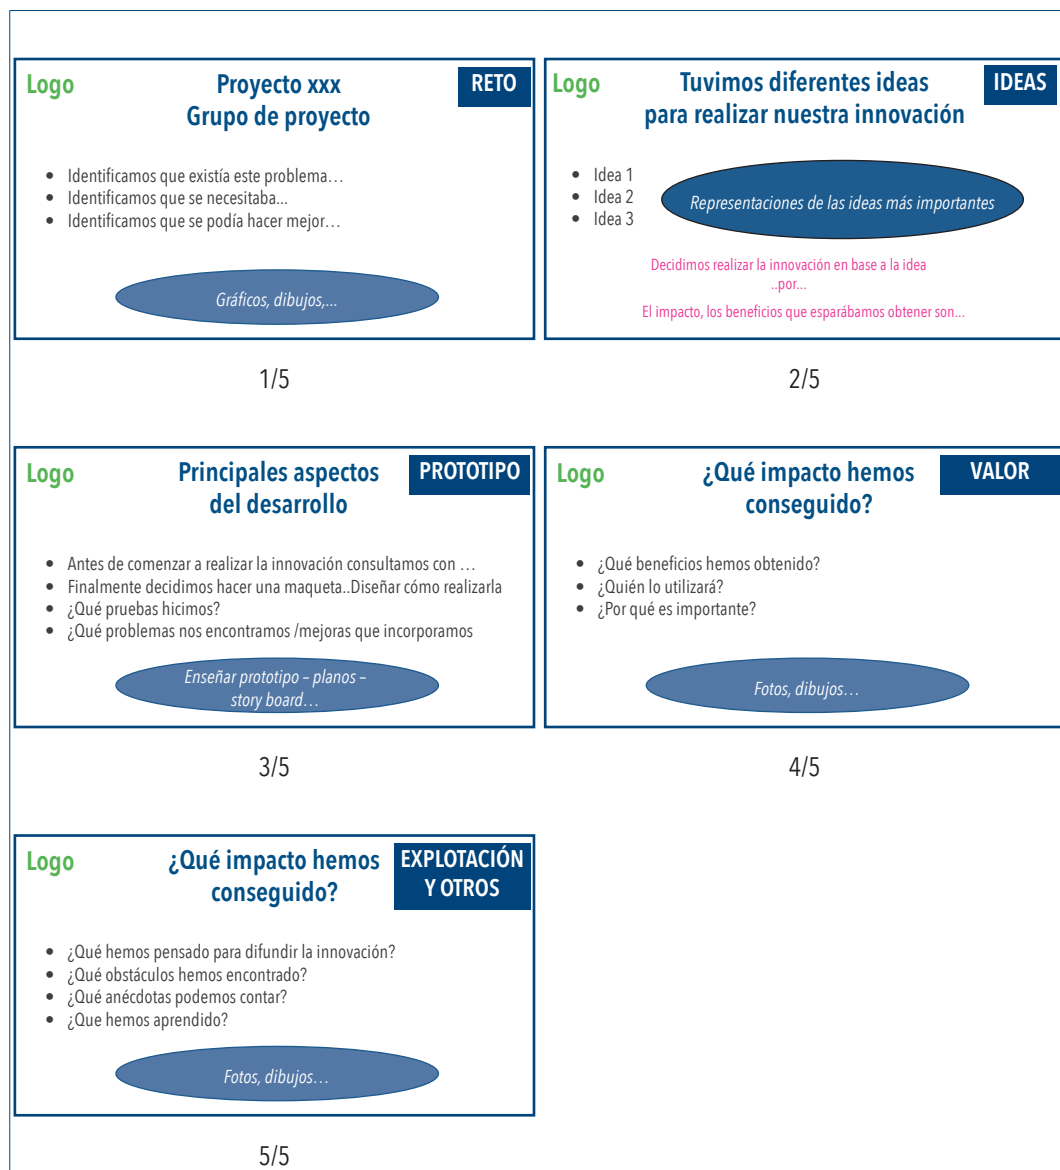 Logo
Proyecto xxx
Grupo de proyecto
RETO
• Identificamos que existía este problema…
• Identificamos que se necesitaba...
• Identificamos que se podía hacer mejor…
Gráficos, dibujos,...
1/5
Logo
Tuvimos diferentes ideas
para realizar nuestra innovación
IDEAS
• Idea 1
• Idea 2
• Idea 3
Representaciones de las ideas más importantes
Decidimos realizar la innovación en base a la idea
..por...
El impacto, los beneficios que esparábamos obtener son...
2/5
Logo
Principales aspectos
del desarrollo
PROTOTIPO
• Antes de comenzar a realizar la innovación consultamos con …
• Finalmente decidimos hacer una maqueta..Diseñar cómo realizarla
• ¿Qué pruebas hicimos?
• ¿Qué problemas nos encontramos /mejoras que incorporamos
Enseñar prototipo – planos –
story board…
3/5
Logo
¿Qué impacto hemos
conseguido?
VALOR
• ¿Qué beneficios hemos obtenido?
• ¿Quién lo utilizará?
• ¿Por qué es importante?
Fotos, dibujos…
4/5
Logo
¿Qué impacto hemos
conseguido?
EXPLOTACIÓN
Y OTROS
• ¿Qué hemos pensado para difundir la innovación?
• ¿Qué obstáculos hemos encontrado?
• ¿Qué anécdotas podemos contar?
• ¿Que hemos aprendido?
Fotos, dibujos…
5/5